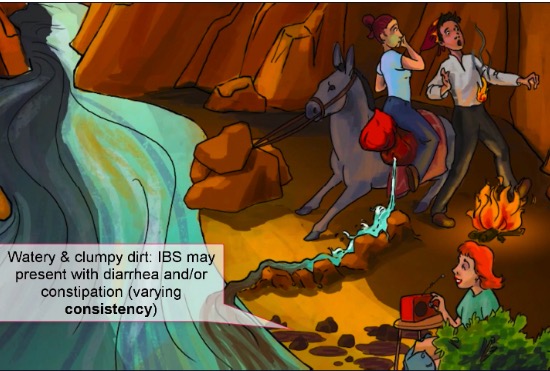 Watery & clumpy dirt: IBS may
present with diarrhea and/or
constipation (varying
consistency)